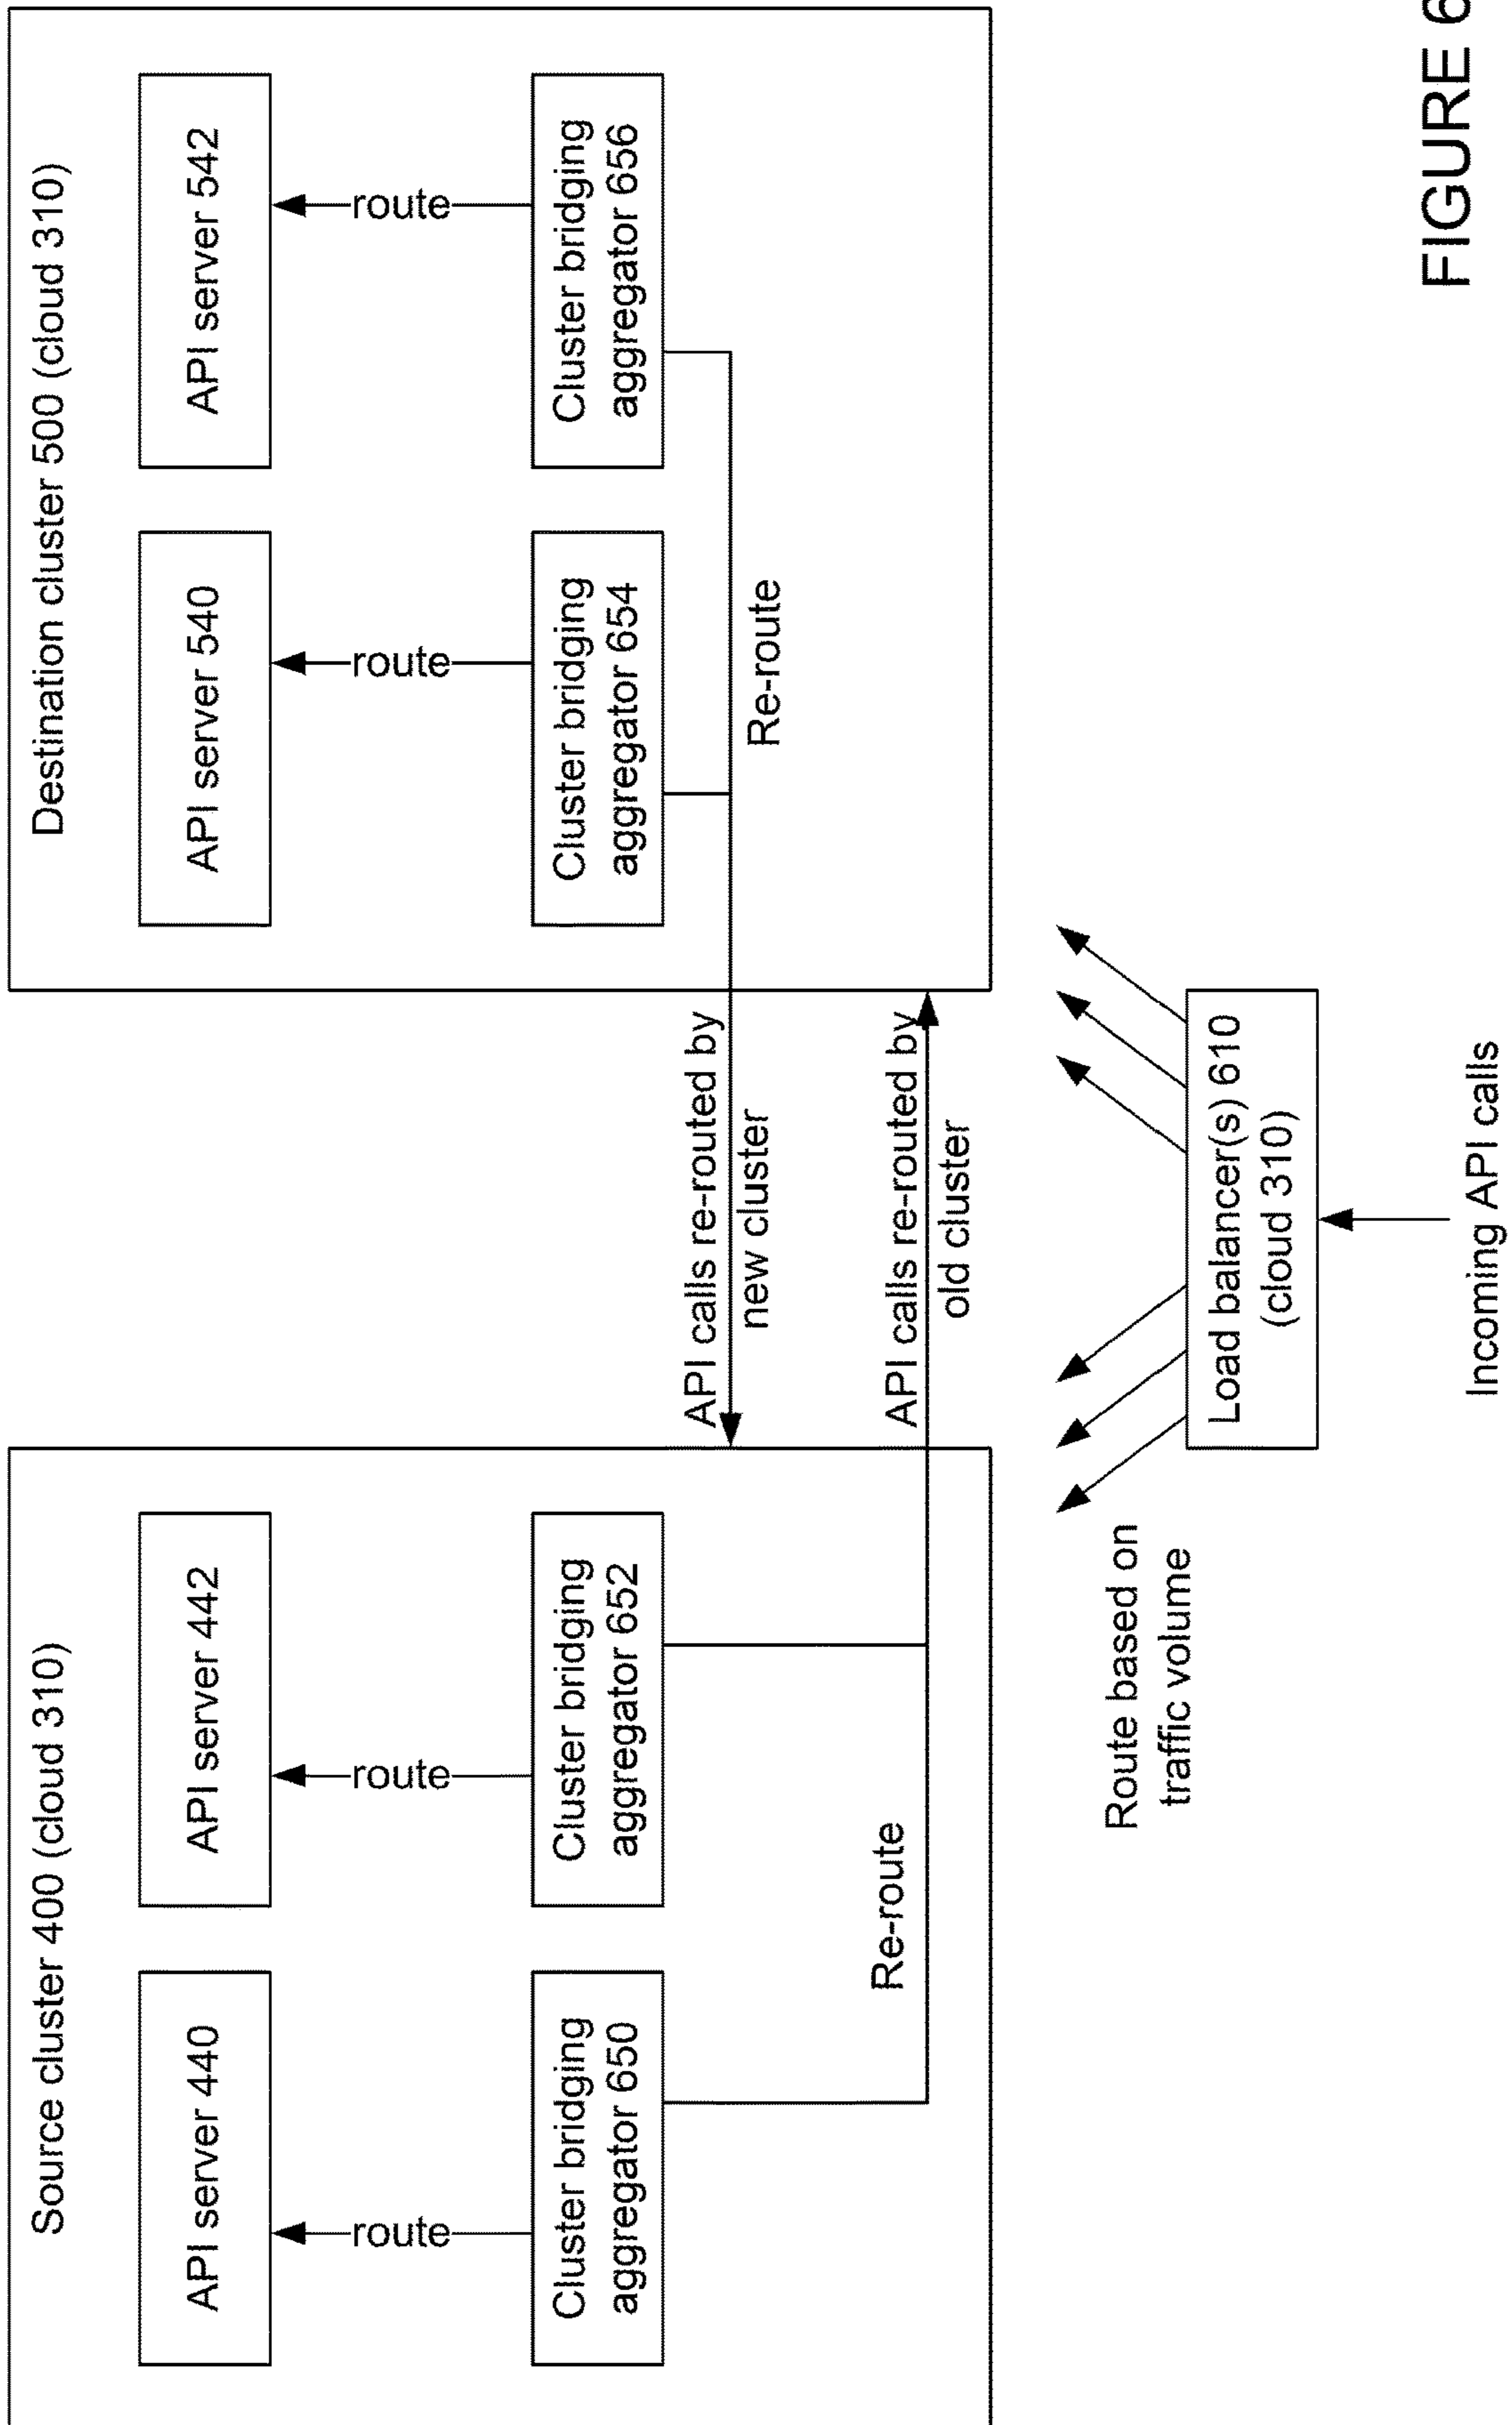 Source cluster 400 (cloud 310)
API server 440
API server 442
route
route
Cluster bridging
aggregator 650
Cluster bridging
aggregator 652
Re-route
API calls re-routed by
new cluster
API calls re-routed by
old cluster
Destination cluster 500 (cloud 310)
API server 540
API server 542
route
route
Cluster bridging
aggregator 654
Cluster bridging
aggregator 656
Re-route
Route based on
traffic volume
Load balancer(s) 610
(cloud 310)
Incoming API calls
FIGURE 6